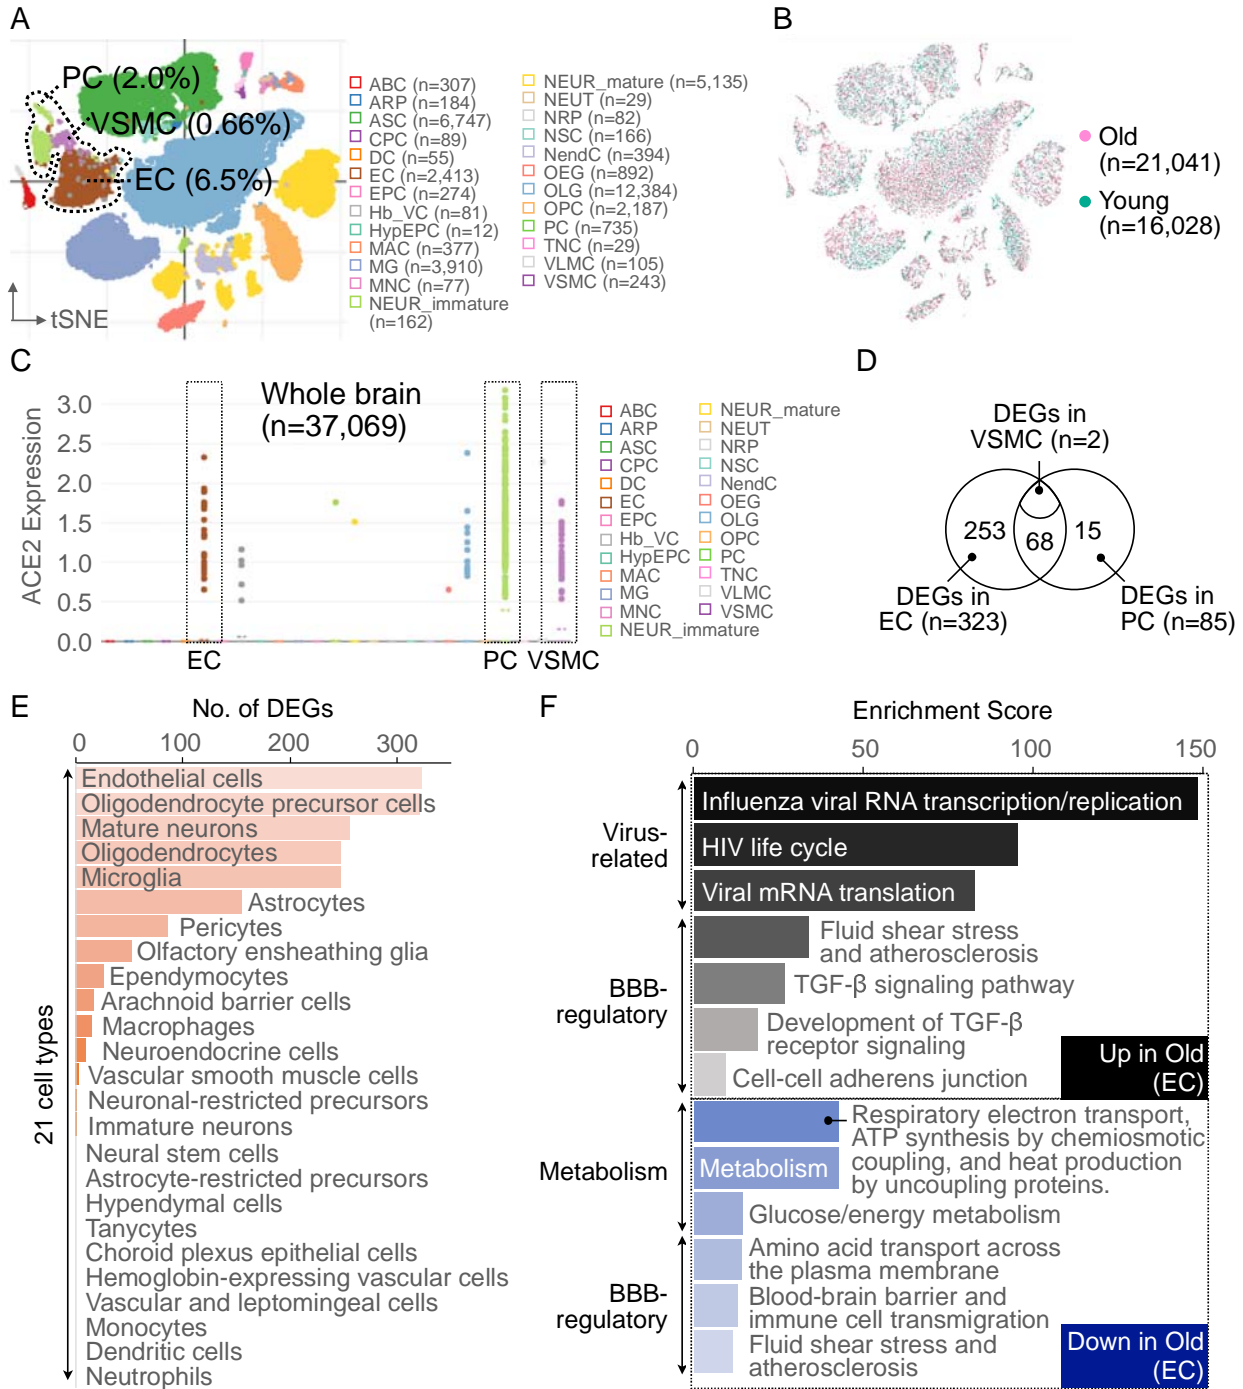 A
PC (2.0%)
VSMC (0.66%)
EC (6.5%)
tSNE
ABC (n=307)
ARP (n=184)
ASC (n=6,747)
CPC (n=89)
DC (n=55)
EC (n=2,413)
EPC (n=274)
Hb_VC (n=81)
HypEPC (n=12)
MAC (n=377)
MG (n=3,910)
MNC (n=77)
NEUR_immature
(n=162)
NEUR_mature (n=5,135)
NEUT (n=29)
NRP (n=82)
NSC (n=166)
NendC (n=394)
OEG (n=892)
OLG (n=12,384)
OPC (n=2,187)
PC (n=735)
TNC (n=29)
VLMC (n=105)
VSMC (n=243)
B
Old
(n=21,041)
Young
(n=16,028)
C
ACE2 Expression
3.0
2.5
2.0
1.5
1.0
0.5
0.0
Whole brain
(n=37,069)
EC
PC
VSMC
ABC
ARP
ASC
CPC
DC
EC
EPC
Hb_VC
HypEPC
MAC
MG
MNC
NEUR_immature
NEUR_mature
NEUT
NRP
NSC
NendC
OEG
OLG
OPC
PC
TNC
VLMC
VSMC
D
DEGs in
VSMC (n=2)
253
68
15
DEGs in
EC (n=323)
DEGs in
PC (n=85)
E
No. of DEGs
0
100
200
300
21 cell types
Endothelial cells
Oligodendrocyte precursor cells
Mature neurons
Oligodendrocytes
Microglia
Astrocytes
Pericytes
Olfactory ensheathing glia
Ependymocytes
Arachnoid barrier cells
Macrophages
Neuroendocrine cells
Vascular smooth muscle cells
Neuronal-restricted precursors
Immature neurons
Neural stem cells
Astrocyte-restricted precursors
Hypendymal cells
Tanycytes
Choroid plexus epithelial cells
Hemoglobin-expressing vascular cells
Vascular and leptomingeal cells
Monocytes
Dendritic cells
Neutrophils
F
Enrichment Score
0
50
100
150
Virus-
related
Influenza viral RNA transcription/replication
HIV life cycle
Viral mRNA translation
BBB-
regulatory
Fluid shear stress
and atherosclerosis
TGF-β signaling pathway
Development of TGF-β
receptor signaling
Cell-cell adherens junction
Up in Old
(EC)
Metabolism
Respiratory electron transport,
ATP synthesis by chemiosmotic
coupling, and heat production
by uncoupling proteins.
Metabolism
Glucose/energy metabolism
BBB-
regulatory
Amino acid transport across
the plasma membrane
Blood-brain barrier and
immune cell transmigration
Fluid shear stress and
atherosclerosis
Down in Old
(EC)